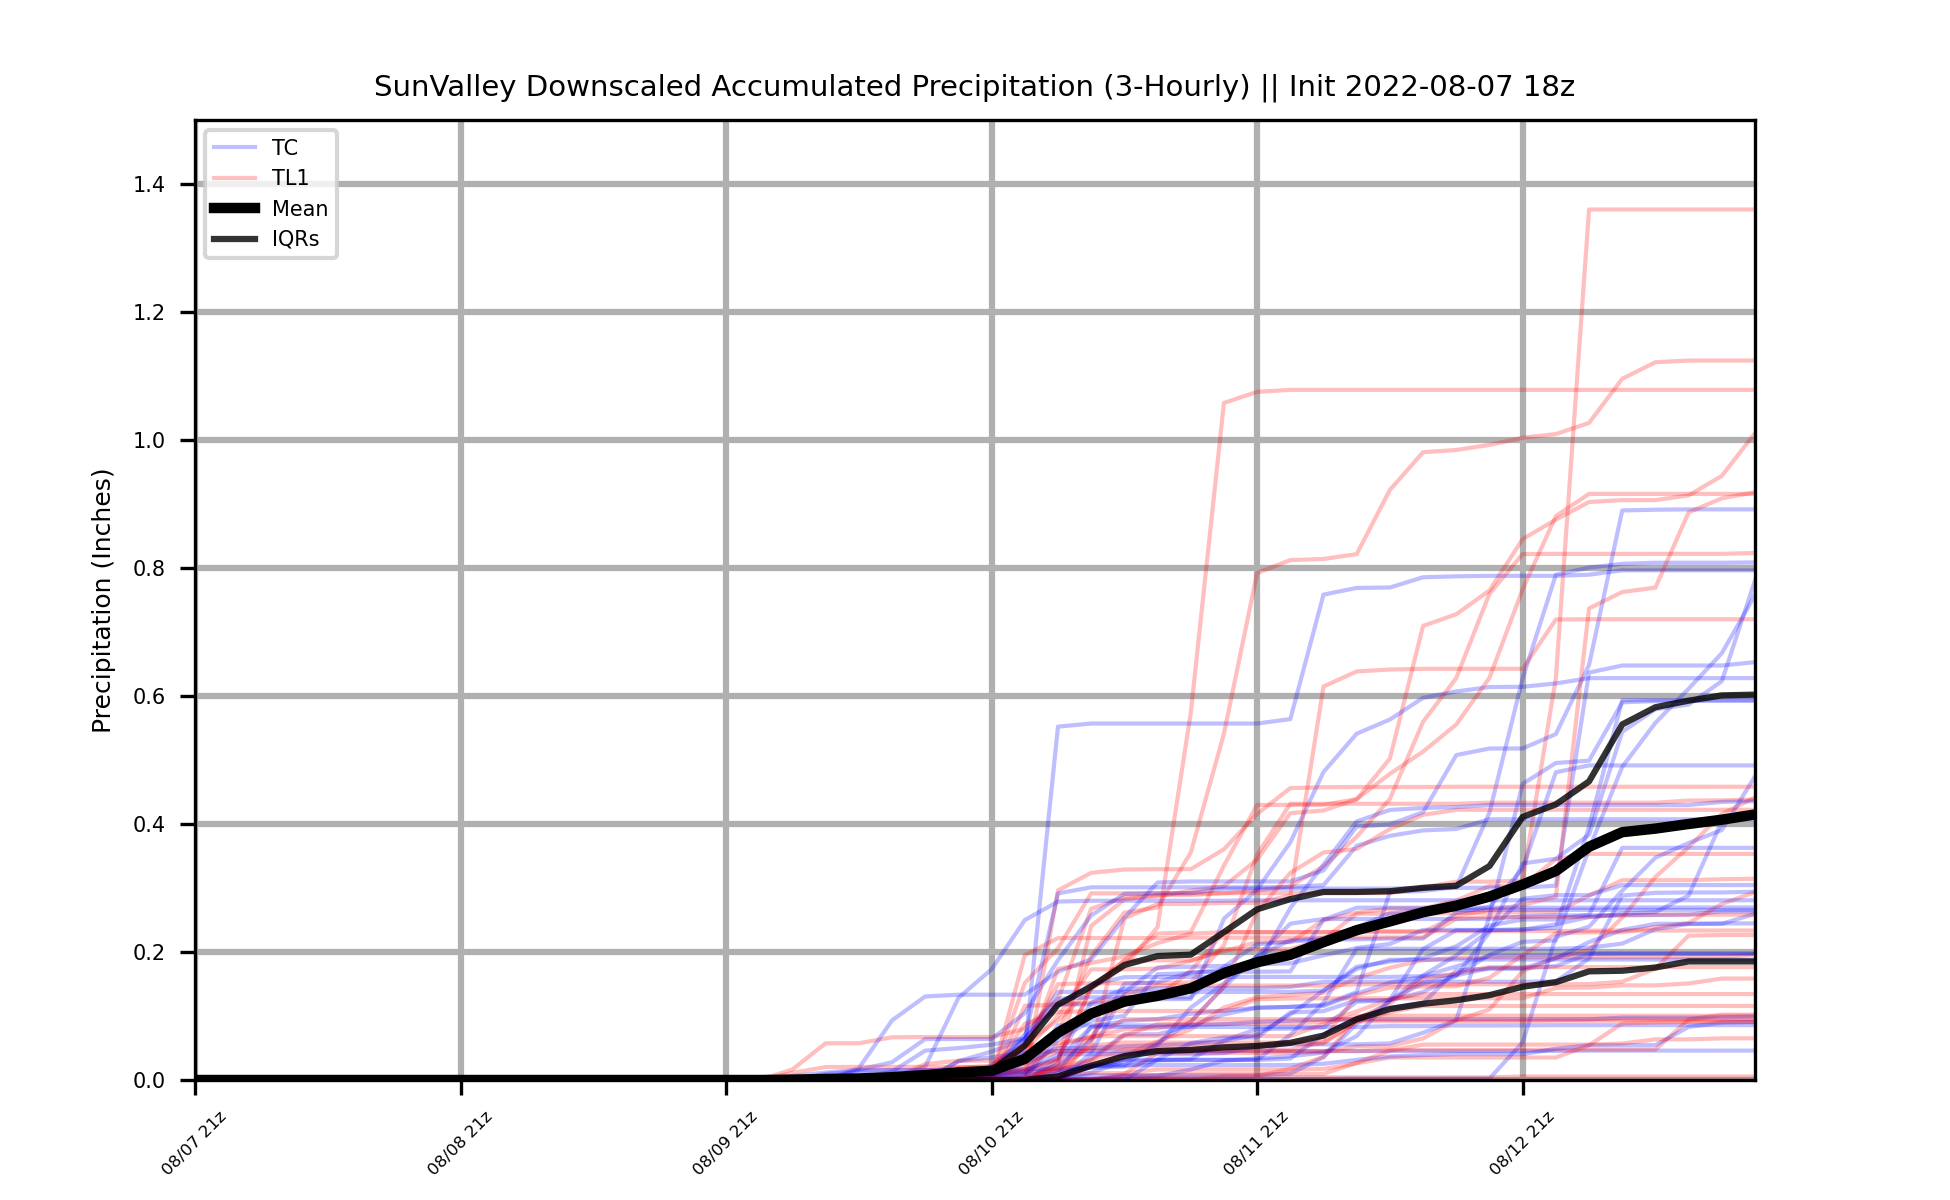 SunValley Downscaled Accumulated Precipitation (3-Hourly) || Init 2022-08-07 18z
TC
TL1
Mean
IQRs
Precipitation (Inches)
1.4
1.2
1.0
0.8
0.6
0.4
0.2
0.0
08/07 21z
08/08 21z
08/09 21z
08/10 21z
08/11 21z
08/12 21z